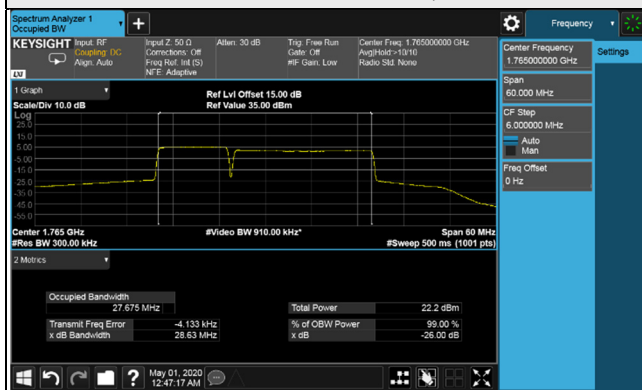 Spectrum Analyzer 1
Occupied BW
+
Frequency
KEYSIGHT
Input: RF
Coupling: DC
Align: Auto
Input Z: 50 Ω
Corrections: Off
Freq Ref: Int (S)
NFE: Adaptive
Atten: 30 dB
Trig: Free Run
Gate: Off
#IF Gain: Low
Center Freq: 1.765000000 GHz
Avg|Hold:>10/10
Radio Std: None
LXI
Center Frequency
1.765000000 GHz
Settings
Span
60.000 MHz
CF Step
6.000000 MHz
Auto
Man
Freq Offset
0 Hz
1 Graph
Scale/Div 10.0 dB
Ref Lvl Offset 15.00 dB
Ref Value 35.00 dBm
Log
25.0
15.0
5.00
-5.00
-15.0
-25.0
-35.0
-45.0
-55.0
Center 1.765 GHz
#Res BW 300.00 kHz
#Video BW 910.00 kHz*
Span 60 MHz
#Sweep 500 ms (1001 pts)
2 Metrics
Occupied Bandwidth
27.675 MHz
Total Power 22.2 dBm
Transmit Freq Error -4.133 kHz
% of OBW Power 99.00 %
x dB Bandwidth 28.63 MHz
x dB -26.00 dB
?
May 01, 2020
12:47:17 AM